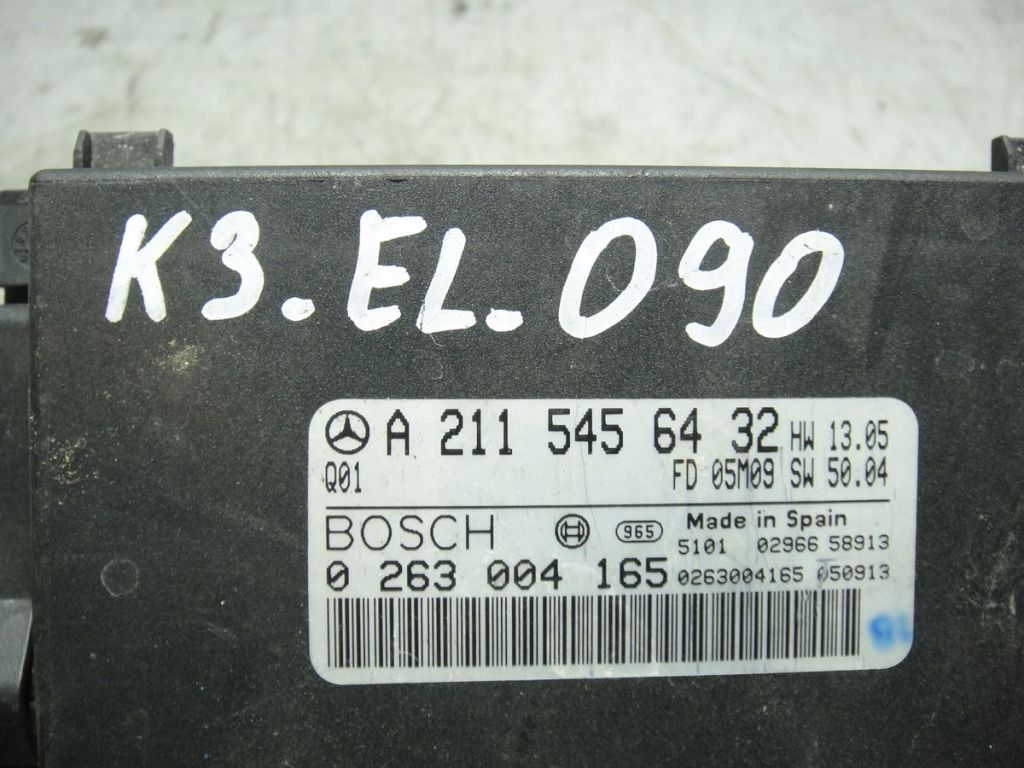 K3.EL.090
A 211 545 64 32 HW 13.05
Q01 FD 05M09 SW 50.04
BOSCH 965 Made in Spain
5101 02966 58913
0 263 004 165 0263004165 050913